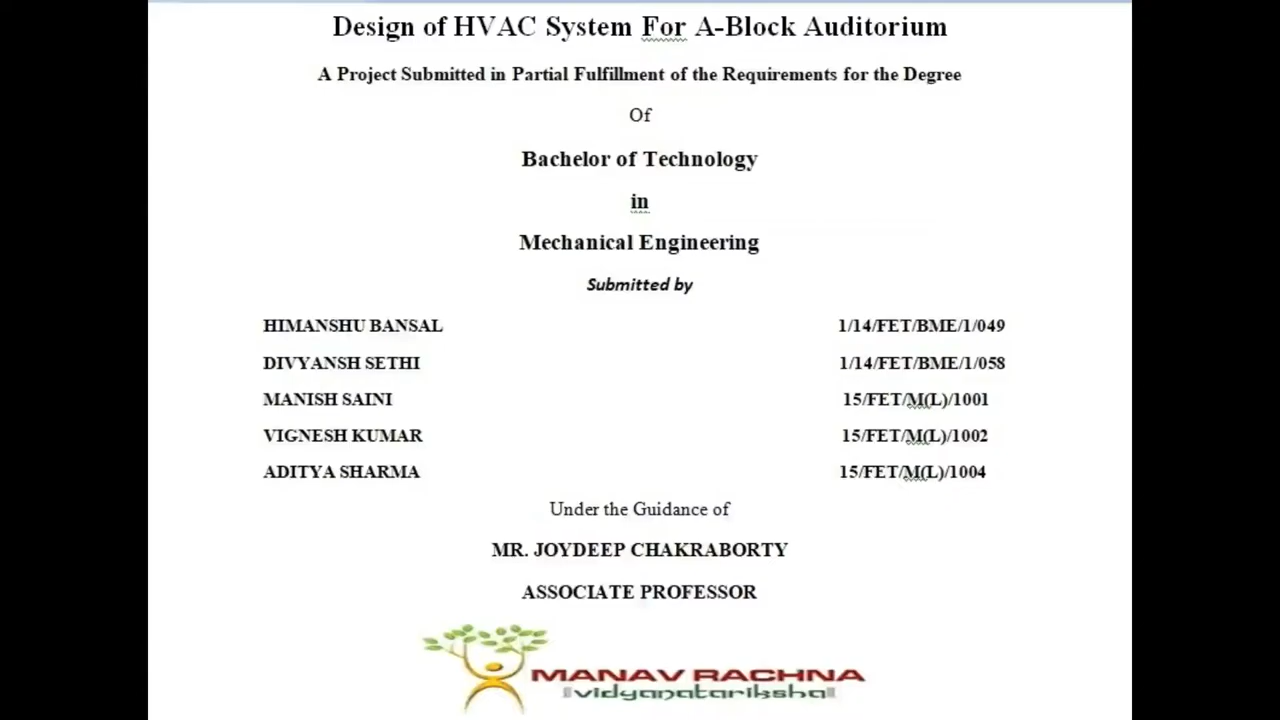 Design of HVAC System For A-Block Auditorium
A Project Submitted in Partial Fulfillment of the Requirements for the Degree
Of
Bachelor of Technology
in
Mechanical Engineering
Submitted by
HIMANSHU BANSAL 1/14/FET/BME/1/049
DIVYANSH SETHI 1/14/FET/BME/1/058
MANISH SAINI 15/FET/M(L)/1001
VIGNESH KUMAR 15/FET/M(L)/1002
ADITYA SHARMA 15/FET/M(L)/1004
Under the Guidance of
MR. JOYDEEP CHAKRABORTY
ASSOCIATE PROFESSOR
MANAV RACHNA
॥vidyanatariksha॥